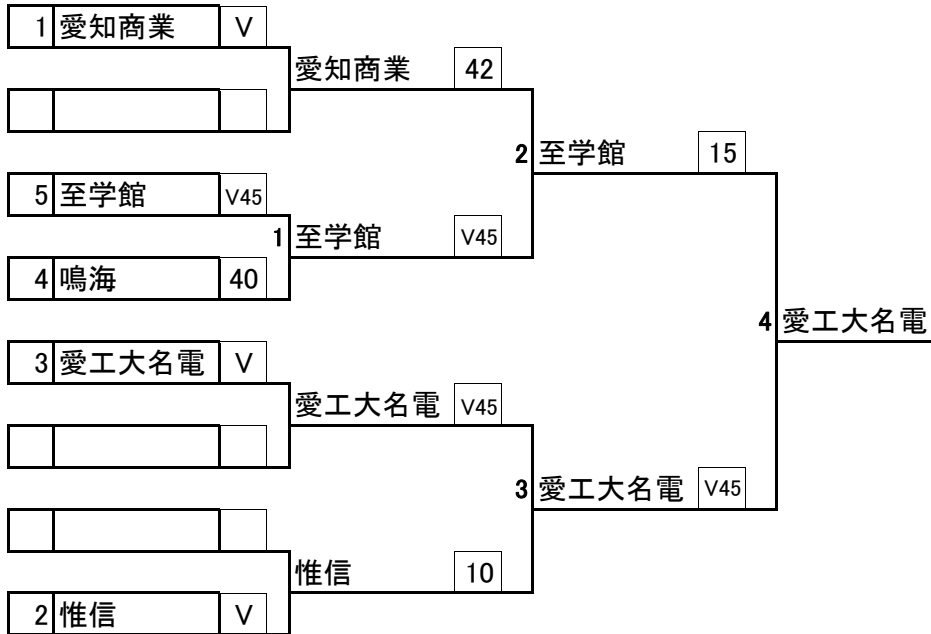 1 愛知商業 V
愛知商業 42
2 至学館 15
5 至学館 V45
1 至学館 V45
4 鳴海 40
4 愛工大名電
3 愛工大名電 V
愛工大名電 V45
3 愛工大名電 V45
惟信 10
2 惟信 V